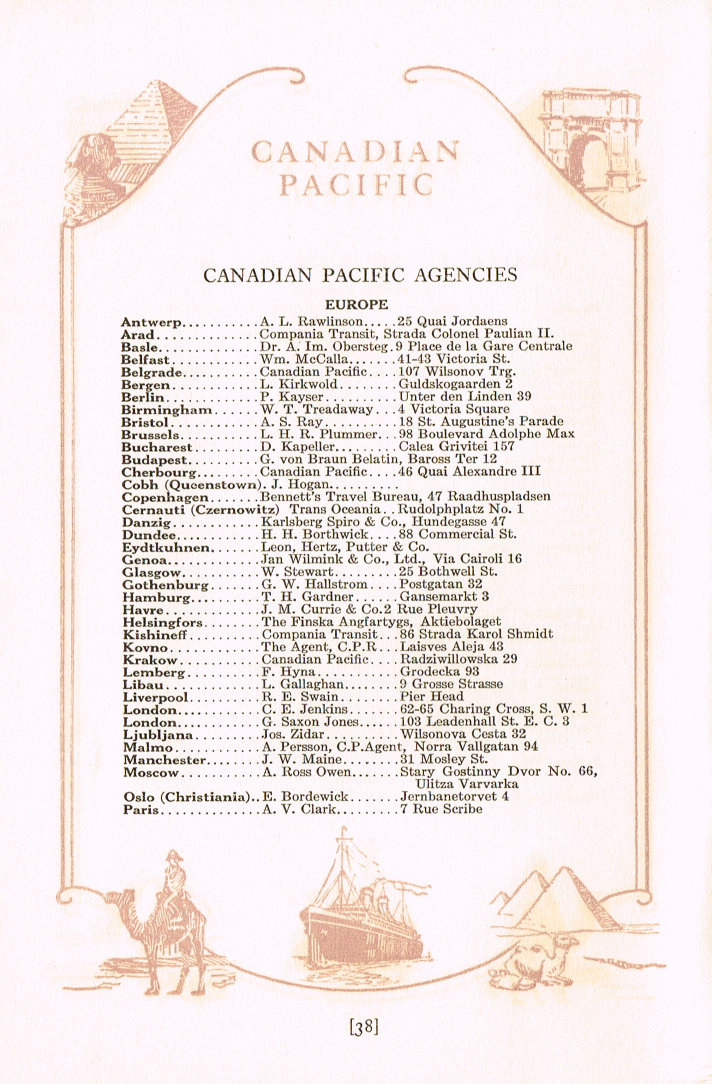 CANADIAN
PACIFIC
CANADIAN PACIFIC AGENCIES
EUROPE
Antwerp...........A. L. Rawlinson.....25 Quai Jordaens
Arad..............Compania Transit, Strada Colonel Paulian II.
Basle.............Dr. A. Im. Obersteg.9 Place de la Gare Centrale
Belfast............Wm. McCalla.......41-43 Victoria St.
Belgrade...........Canadian Pacific....107 Wilsonov Trg.
Bergen............L. Kirkwold........Guldskogaarden 2
Berlin.............P. Kayser..........Unter den Linden 39
Birmingham......W. T. Treadaway...4 Victoria Square
Bristol............A. S. Ray..........18 St. Augustine's Parade
Brussels...........L. H. R. Plummer...98 Boulevard Adolphe Max
Bucharest.........D. Kapeller.........Calea Grivitei 157
Budapest..........G. von Braun Belatin, Baross Ter 12
Cherbourg.........Canadian Pacific....46 Quai Alexandre III
Cobh (Queenstown). J. Hogan..........
Copenhagen.......Bennett's Travel Bureau, 47 Raadhuspladsen
Cernauti (Czernowitz) Trans Oceania..Rudolphplatz No. 1
Danzig............Karlsberg Spiro & Co., Hundegasse 47
Dundee............H. H. Borthwick....88 Commercial St.
Eydtkuhnen.......Leon, Hertz, Putter & Co.
Genoa.............Jan Wilmink & Co., Ltd., Via Cairoli 16
Glasgow...........W. Stewart.........25 Bothwell St.
Gothenburg.......G. W. Hallstrom....Postgatan 32
Hamburg..........T. H. Gardner......Gansemarkt 3
Havre.............J. M. Currie & Co.2 Rue Pleuvry
Helsingfors........The Finska Angfartygs, Aktiebolaget
Kishineff..........Compania Transit...86 Strada Karol Shmidt
Kovno............The Agent, C.P.R...Laisves Aleja 43
Krakow...........Canadian Pacific....Radziwillowska 29
Lemberg..........F. Hyna...........Grodecka 93
Libau.............L. Gallaghan........9 Grosse Strasse
Liverpool..........R. E. Swain........Pier Head
London............C. E. Jenkins.......62-65 Charing Cross, S. W. 1
London............G. Saxon Jones......103 Leadenhall St. E. C. 3
Ljubljana.........Jos. Zidar..........Wilsonova Cesta 32
Malmo............A. Persson, C.P.Agent, Norra Vallgatan 94
Manchester........J. W. Maine........31 Mosley St.
Moscow...........A. Ross Owen.......Stary Gostinny Dvor No. 66,
Ulitza Varvarka
Oslo (Christiania)..E. Bordewick.......Jernbanetorvet 4
Paris..............A. V. Clark.........7 Rue Scribe
[38]